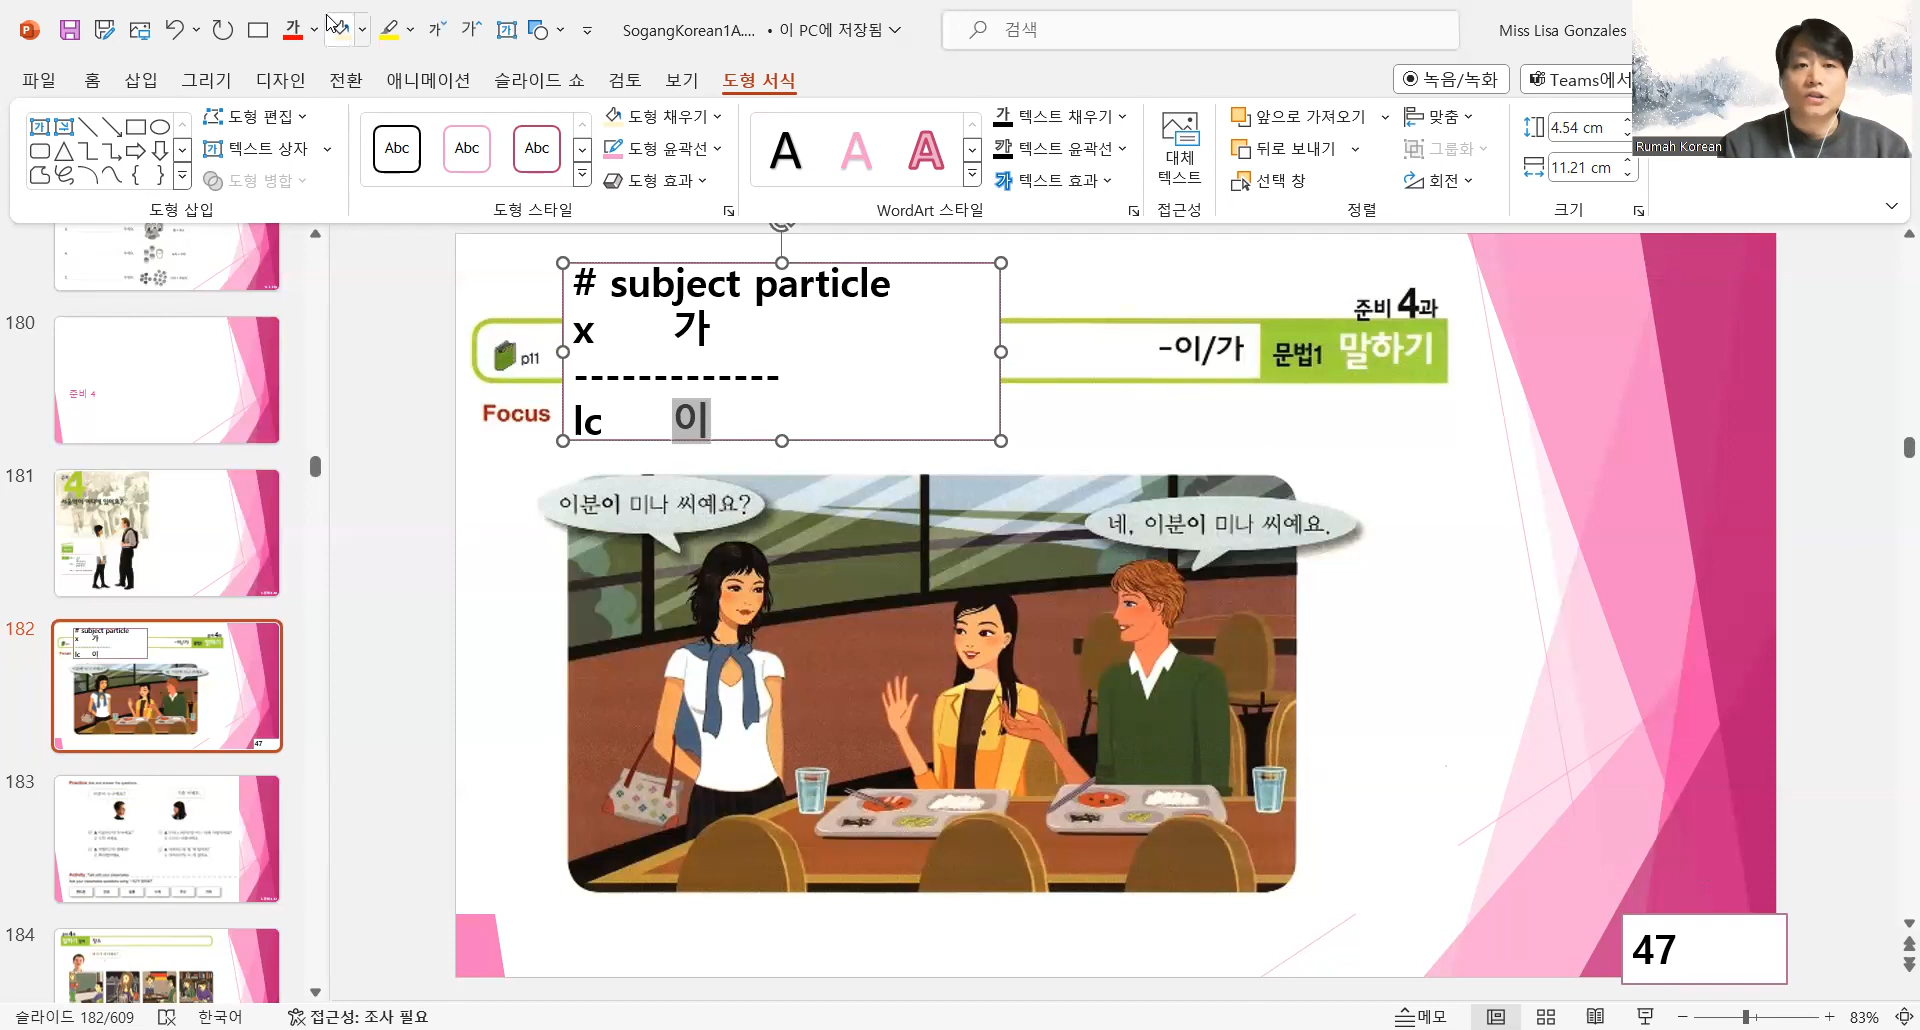 SogangKorean1A.... • 이 PC에 저장됨
검색
Miss Lisa Gonzales
파일 홈 삽입 그리기 디자인 전환 애니메이션 슬라이드 쇼 검토 보기 도형 서식
녹음/녹화
Teams에서
Rumah Korean
도형 편집
텍스트 상자
도형 병합
도형 삽입
Abc Abc Abc
도형 채우기
도형 윤곽선
도형 효과
도형 스타일
A A A
텍스트 채우기
텍스트 윤곽선
텍스트 효과
WordArt 스타일
대체
텍스트
접근성
앞으로 가져오기
뒤로 보내기
선택 창
맞춤
그룹화
회전
정렬
4.54 cm
11.21 cm
크기
180
준비 4
181
4
182
# subject particle
x 가
lc 이
47
183
184
# subject particle
x 가
-------------
lc 이
p11
Focus
준비 4과
-이/가 문법1 말하기
이분이 미나 씨예요?
네, 이분이 미나 씨예요.
47
슬라이드 182/609
한국어
접근성: 조사 필요
메모
83%